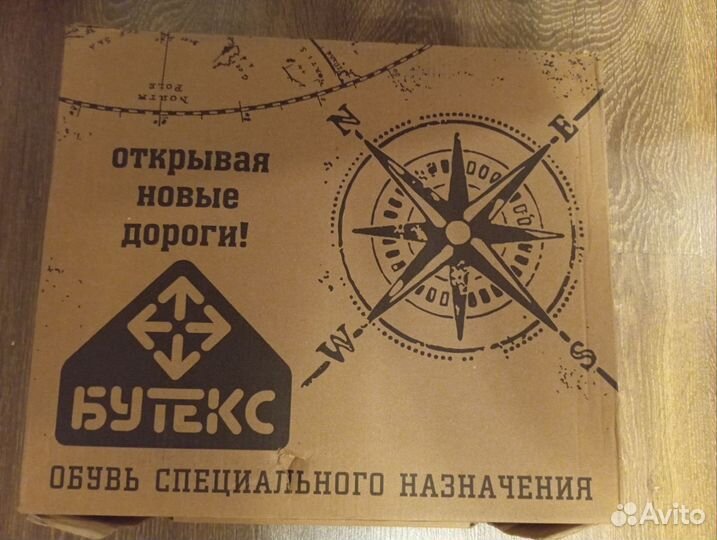 NORTH
POLE
открывая
новые
дороги!
N
E
W
S
БУТЕКС
ОБУВЬ СПЕЦИАЛЬНОГО НАЗНАЧЕНИЯ
Avito